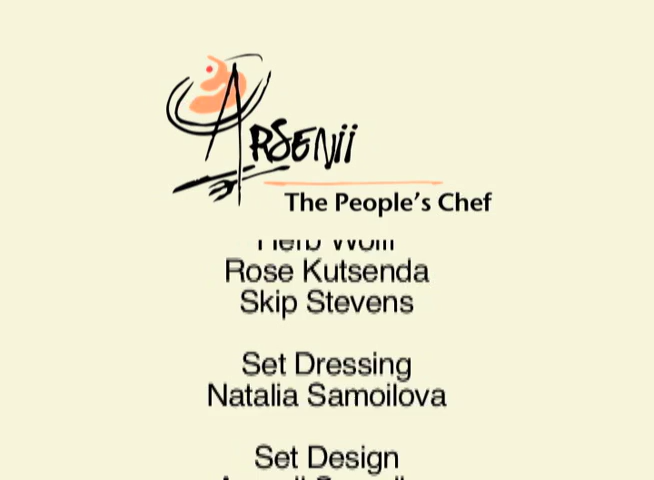 ARSENii
The People's Chef
Rose Kutsenda
Skip Stevens
Set Dressing
Natalia Samoilova
Set Design